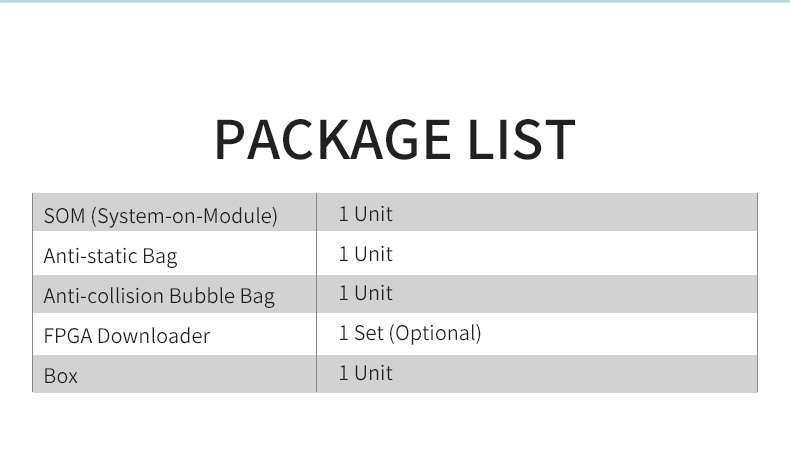 PACKAGE LIST
SOM (System-on-Module) 1 Unit
Anti-static Bag 1 Unit
Anti-collision Bubble Bag 1 Unit
FPGA Downloader 1 Set (Optional)
Box 1 Unit